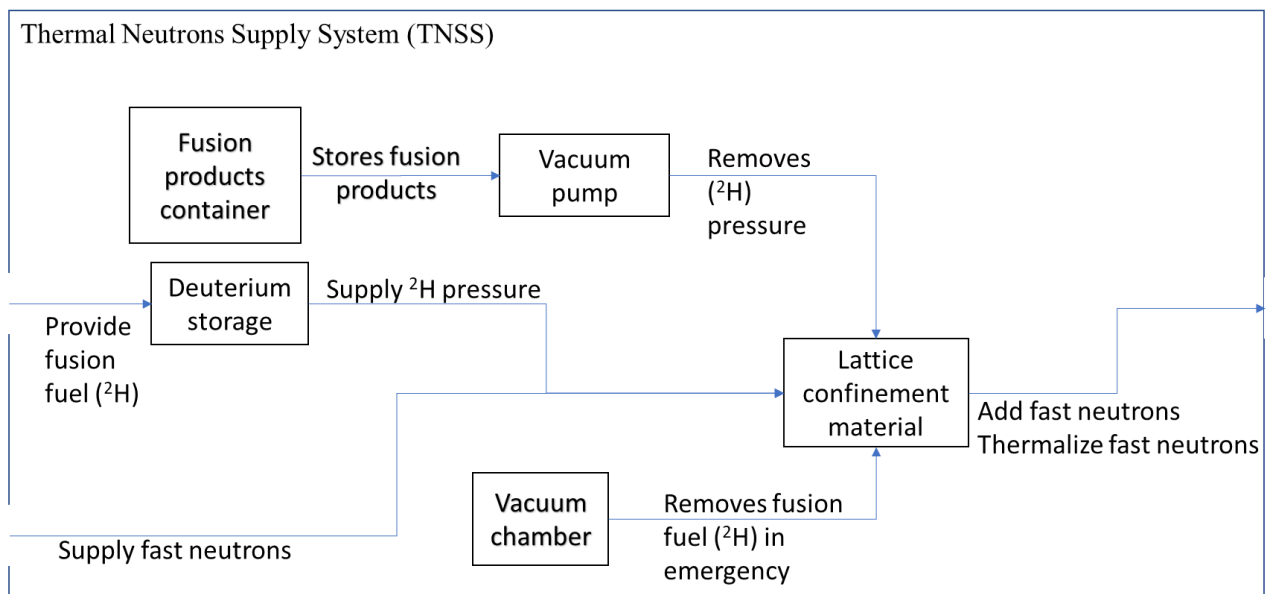 Thermal Neutrons Supply System (TNSS)
Fusion
products
container
Stores fusion
products
Vacuum
pump
Removes
(²H)
pressure
Deuterium
storage
Supply ²H pressure
Provide
fusion
fuel (²H)
Lattice
confinement
material
Add fast neutrons
Thermalize fast neutrons
Vacuum
chamber
Removes fusion
fuel (²H) in
emergency
Supply fast neutrons